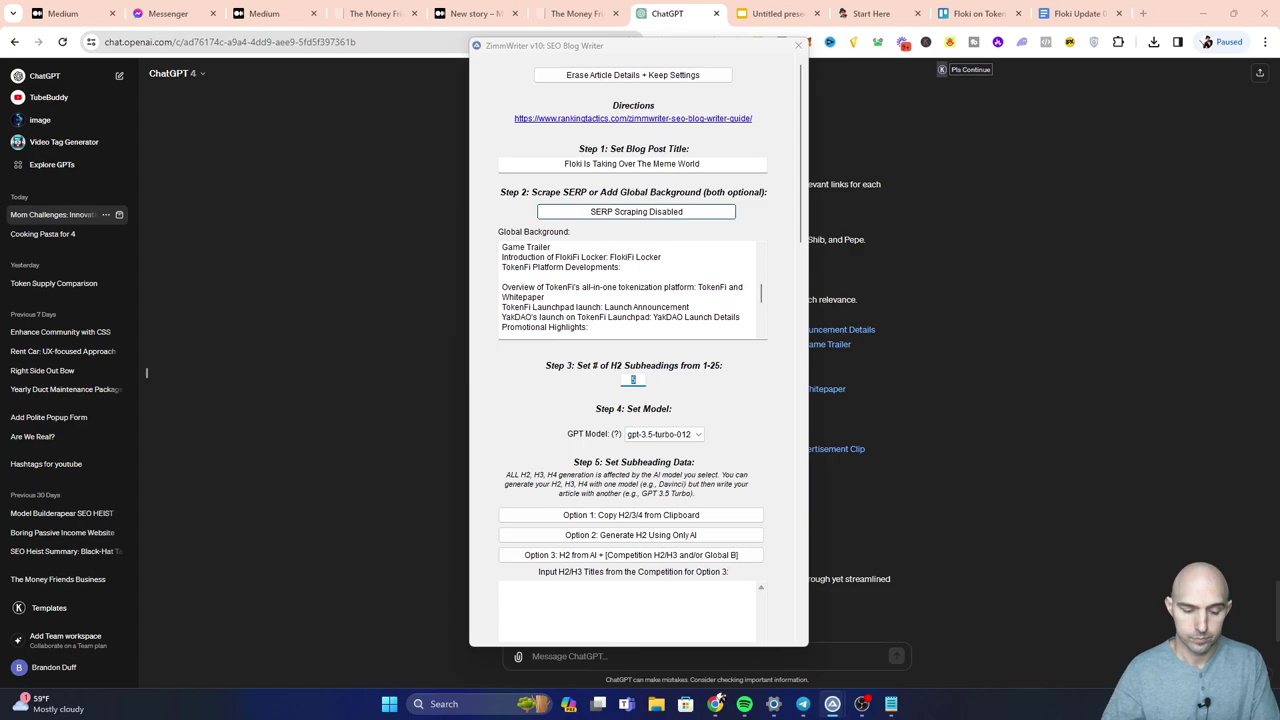 Medium
Messenger
Medium
The Money Fri
New story – M
The Money Fri
ChatGPT
Untitled prese
Start Here
Floki on Token
Floki Update
chat.openai.com/c/ad76174c-a9a4-4dd9-aee9-5fd5f397361b
Paused
ChatGPT
TubeBuddy
image
Video Tag Generator
Explore GPTs
Today
Mom Challenges: Innovat
Cooking Pasta for 4
Yesterday
Token Supply Comparison
Previous 7 Days
Enhance Community with CSS
Rent Car: UX-focused Approach
Right Side Out Bow
Yearly Duct Maintenance Packag
Add Polite Popup Form
We Are Ready?
Hashtags for youtube
Previous 30 Days
Model Builderapear SEO HEIST
Boring Passive Income Website
SEO Heist Summary: Black-Hat Ta
The Money Friends Business
Templates
Add Team workspace
Collaborate on a Team plan
Brandon Duff
ChatGPT 4
Pls Continue
ZimmWriter v10: SEO Blog Writer
Erase Article Details + Keep Settings
Directions
https://www.rankingtactics.com/zimmwriter-seo-blog-writer-guide/
Step 1: Set Blog Post Title:
Floki Is Taking Over The Meme World
Step 2: Scrape SERP or Add Global Background (both optional):
SERP Scraping Disabled
Global Background:
Game Trailer
Introduction of FlokiFi Locker: FlokiFi Locker
TokenFi Platform Developments:
Overview of TokenFi's all-in-one tokenization platform: TokenFi and
Whitepaper
TokenFi Launchpad launch: Launch Announcement
YakDAO's launch on TokenFi Launchpad: YakDAO Launch Details
Promotional Highlights:
Step 3: Set # of H2 Subheadings from 1-25:
5
Step 4: Set Model:
GPT Model: (?)
gpt-3.5-turbo-012
Step 5: Set Subheading Data:
ALL H2, H3, H4 generation is affected by the AI model you select. You can
generate your H2, H3, H4 with one model (e.g., Davinci) but then write your
article with another (e.g., GPT 3.5 Turbo).
Option 1: Copy H2/3/4 from Clipboard
Option 2: Generate H2 Using Only AI
Option 3: H2 from AI + [Competition H2/H3 and/or Global B]
Input H2/H3 Titles from the Competition for Option 3:
evant links for each
Shib, and Pepe.
ch relevance.
uncement Details
ame Trailer
hitepaper
ertisement Clip
rough yet streamlined
Message ChatGPT...
ChatGPT can make mistakes. Consider checking important information.
59°F
Mostly cloudy
Search